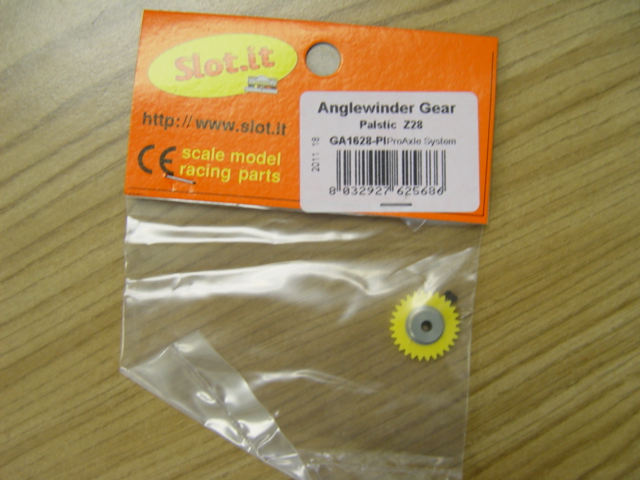 Slot.it
http://www.slot.it
CE scale model
racing parts
Anglewinder Gear
Palstic Z28
GA1628-Pl ProAxle System
2011 18
8 032927 625686